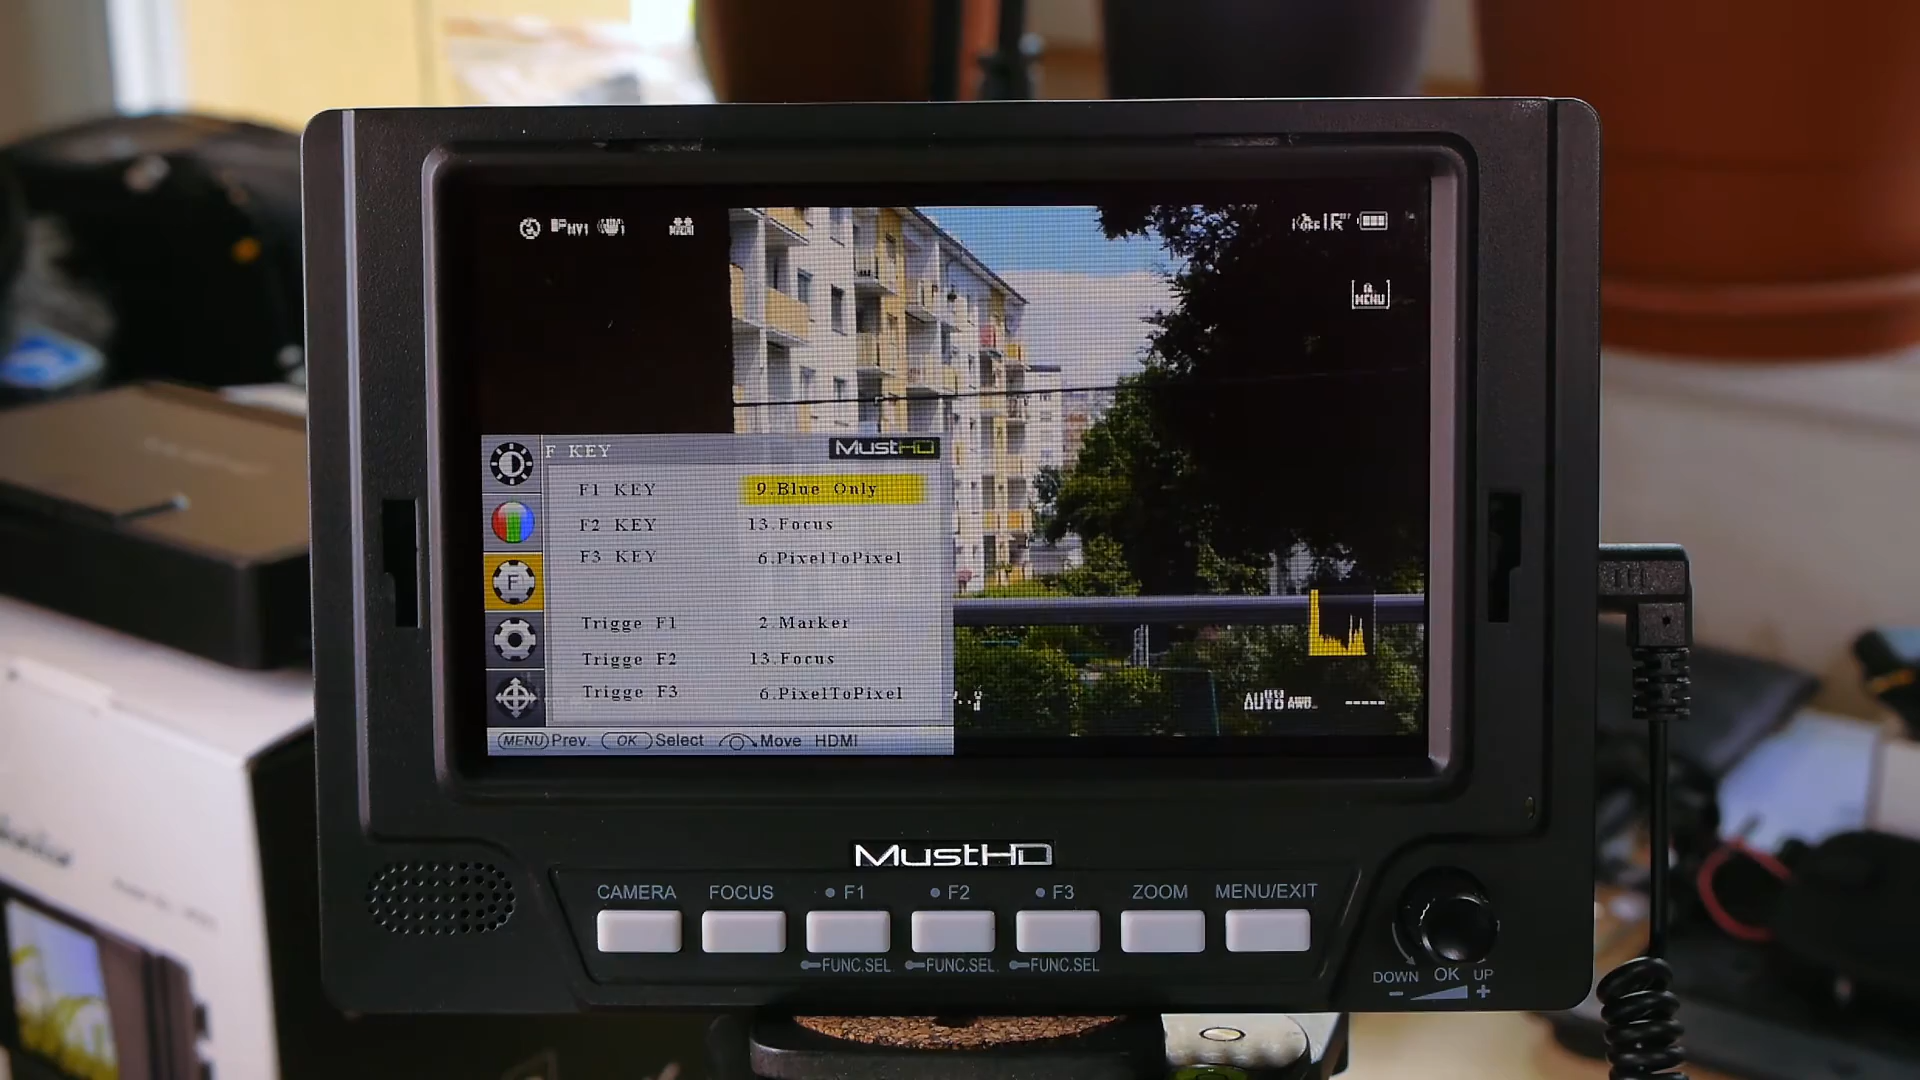 MENU
F KEY MUSTHD
F1 KEY 9.Blue Only
F2 KEY 13.Focus
F3 KEY 6.PixelToPixel
Trigge F1 2.Marker
Trigge F2 13.Focus
Trigge F3 6.PixelToPixel
F
MENU Prev. OK Select Move HDMI
AUTO AWB
MUSTHD
CAMERA FOCUS F1 F2 F3 ZOOM MENU/EXIT
FUNC.SEL. FUNC.SEL. FUNC.SEL
DOWN OK UP
− +